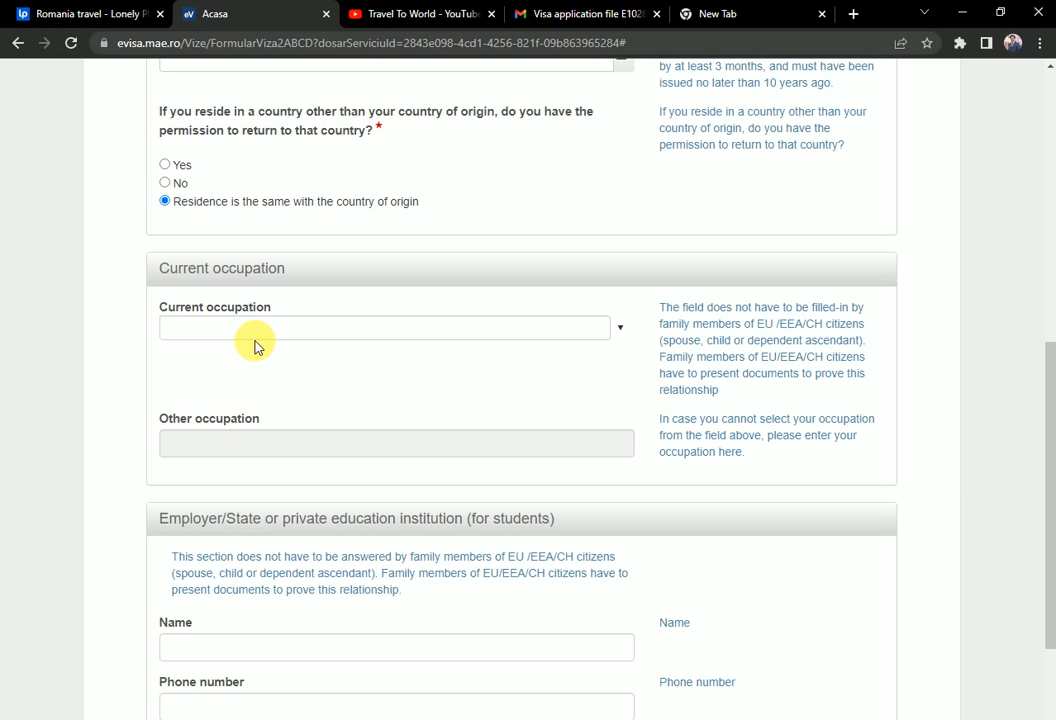 Romania travel - Lonely P
Acasa
Travel To World - YouTube
Visa application file E102
New Tab
evisa.mae.ro/Vize/FormularViza2ABCD?dosarServiciuId=2843e098-4cd1-4256-821f-09b863965284#
by at least 3 months, and must have been
issued no later than 10 years ago.
If you reside in a country other than your country of origin, do you have the
permission to return to that country? *
If you reside in a country other than your
country of origin, do you have the
permission to return to that country?
Yes
No
Residence is the same with the country of origin
Current occupation
Current occupation
The field does not have to be filled-in by
family members of EU /EEA/CH citizens
(spouse, child or dependent ascendant).
Family members of EU/EEA/CH citizens
have to present documents to prove this
relationship
Other occupation
In case you cannot select your occupation
from the field above, please enter your
occupation here.
Employer/State or private education institution (for students)
This section does not have to be answered by family members of EU /EEA/CH citizens
(spouse, child or dependent ascendant). Family members of EU/EEA/CH citizens have to
present documents to prove this relationship.
Name
Name
Phone number
Phone number